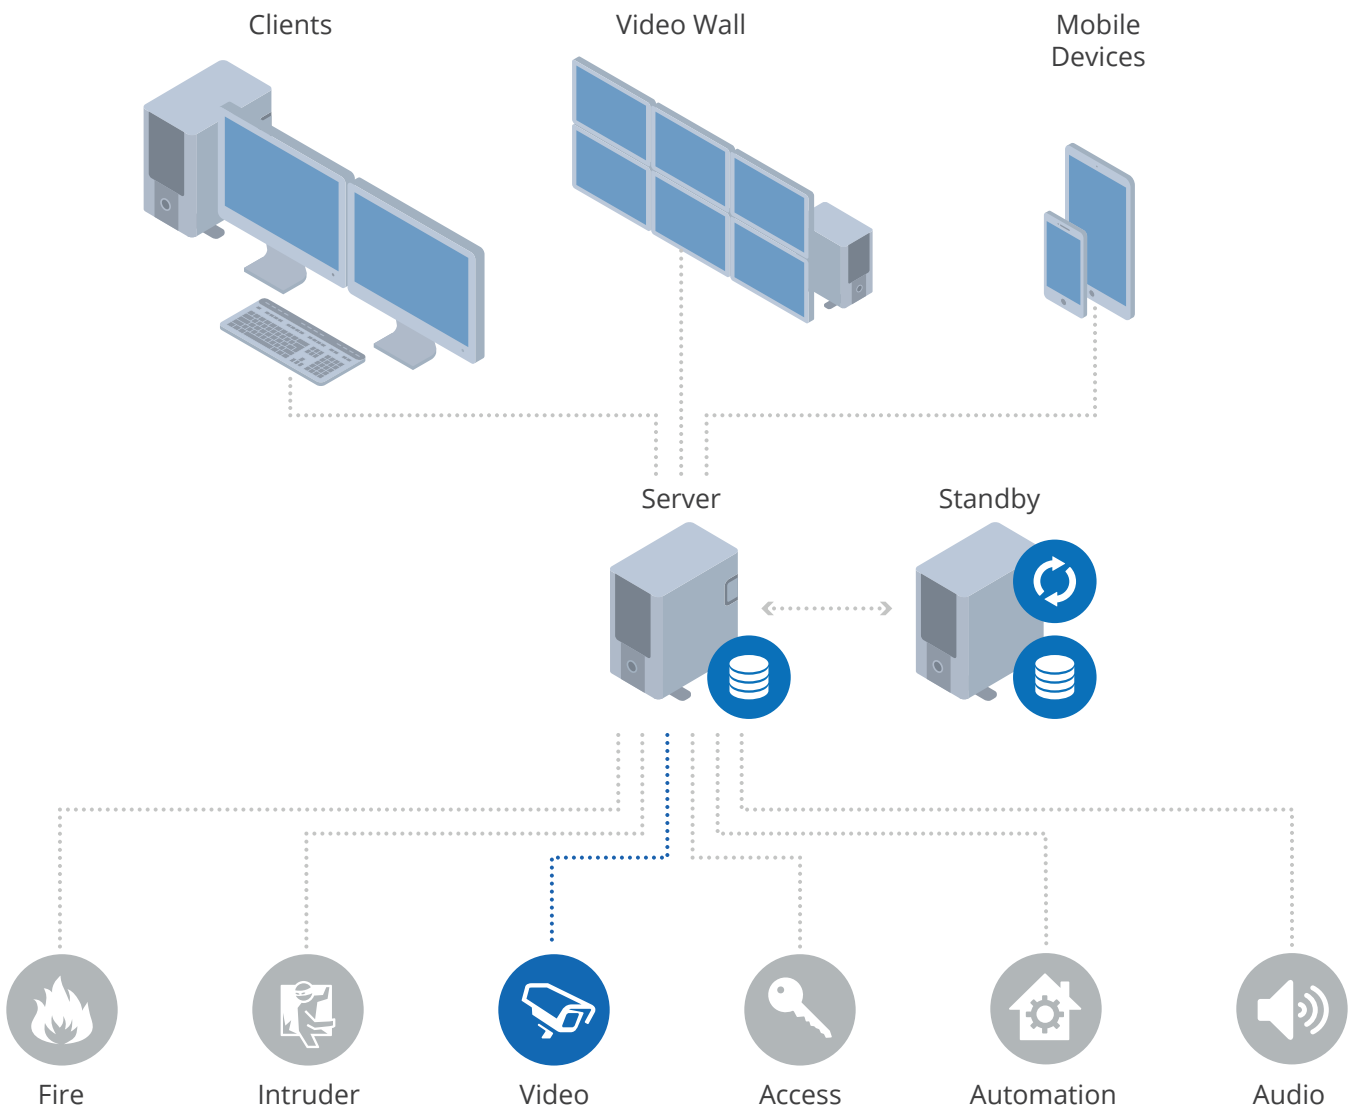 Clients
Video Wall
Mobile
Devices
Server
Standby
Fire
Intruder
Video
Access
Automation
Audio